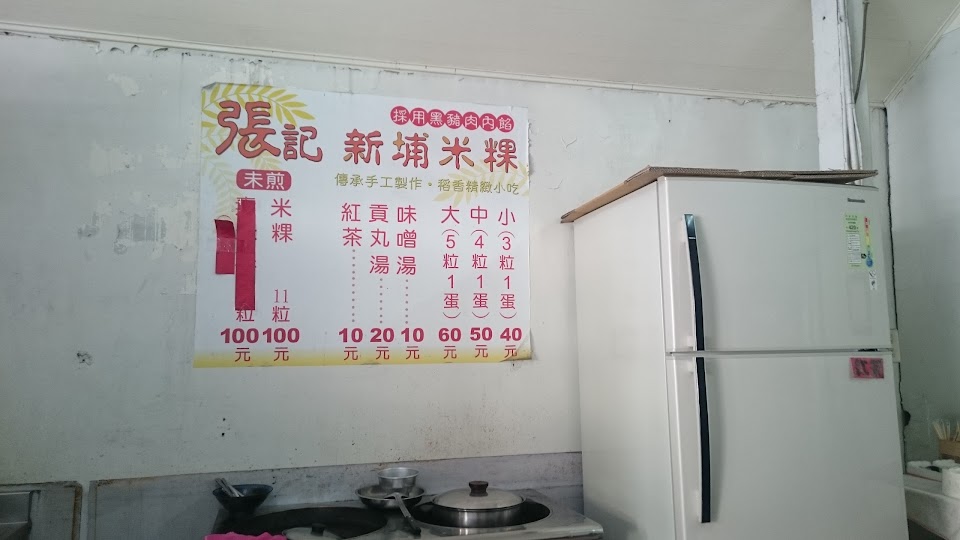 張記
採用黑豬肉內餡
新埔米粿
傳承手工製作。稻香精緻小吃
小(3粒1蛋) 40元
中(4粒1蛋) 50元
大(5粒1蛋) 60元
味噌湯 10元
貢丸湯 20元
紅茶 10元
未煎
米粿 11粒 100元
粒 100元
Panasonic